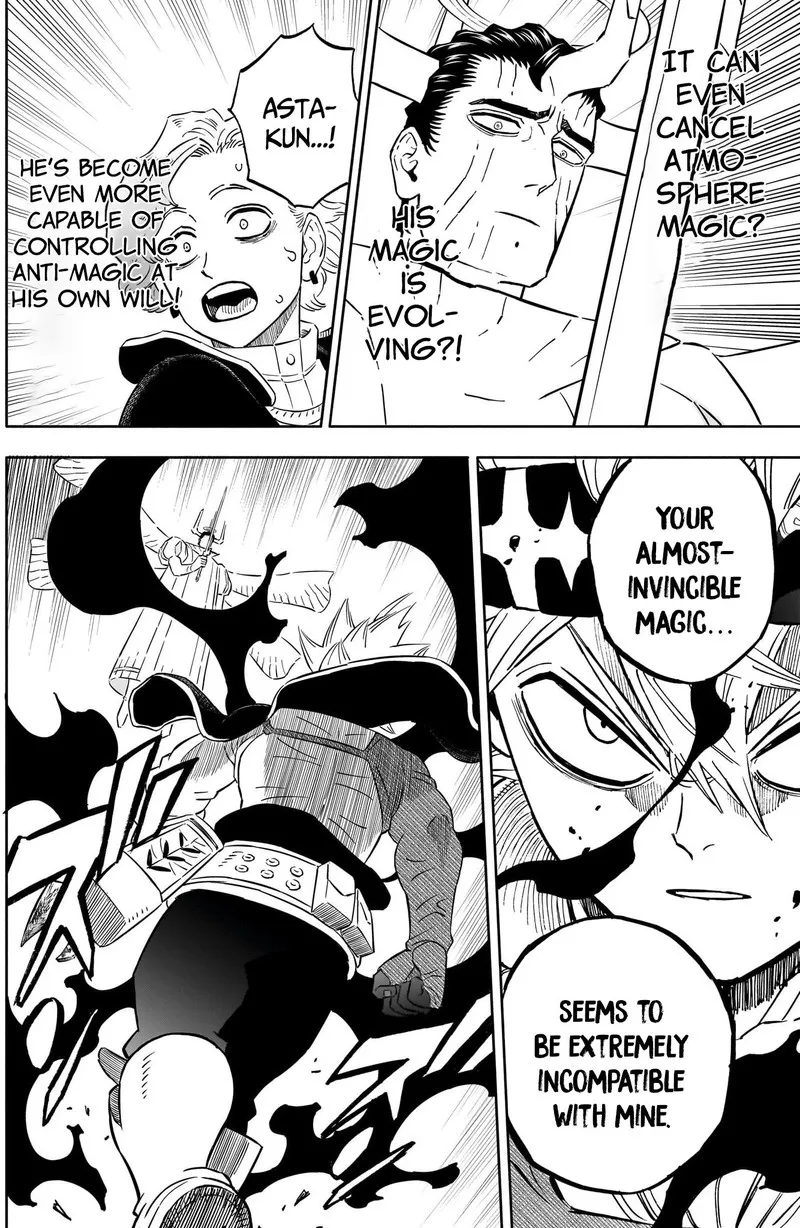 IT CAN
EVEN
CANCEL
ATMO-
SPHERE
MAGIC?
HIS
MAGIC
IS
EVOL-
VING?!
ASTA-
KUN...!
HE'S BECOME
EVEN MORE
CAPABLE OF
CONTROLLING
ANTI-MAGIC AT
HIS OWN WILL!
YOUR
ALMOST-
INVINCIBLE
MAGIC...
SEEMS TO
BE EXTREMELY
INCOMPATIBLE
WITH MINE.